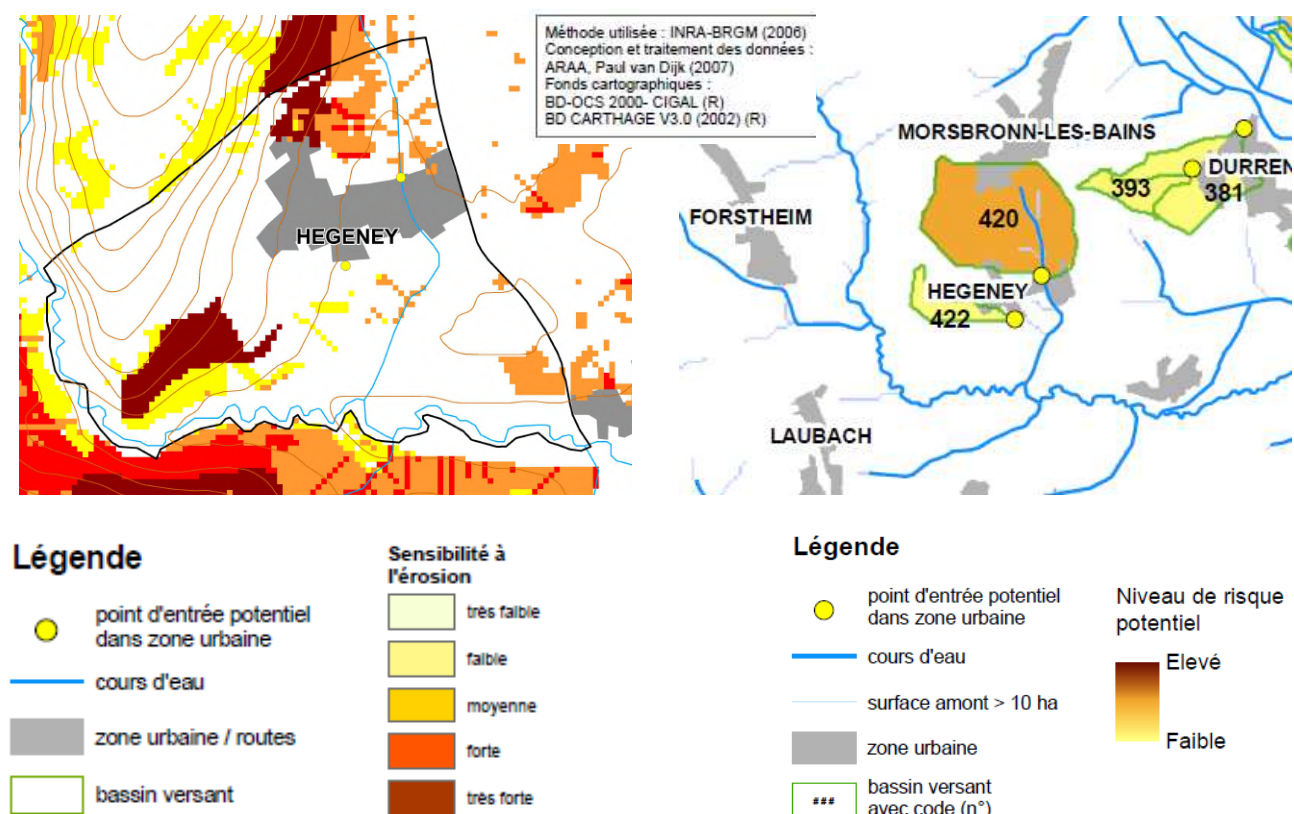 Méthode utilisée : INRA-BRGM (2006)
Conception et traitement des données :
ARAA, Paul van Dijk (2007)
Fonds cartographiques :
BD-OCS 2000- CIGAL (R)
BD CARTHAGE V3.0 (2002) (R)
HEGENEY
MORSBRONN-LES-BAINS
DURREN
393
381
FORSTHEIM
420
HEGENEY
422
LAUBACH
Légende
point d'entrée potentiel
dans zone urbaine
cours d'eau
zone urbaine / routes
bassin versant
Sensibilité à
l'érosion
très faible
faible
moyenne
forte
très forte
Légende
point d'entrée potentiel
dans zone urbaine
cours d'eau
surface amont > 10 ha
zone urbaine
###
bassin versant
avec code (n°)
Niveau de risque
potentiel
Elevé
Faible